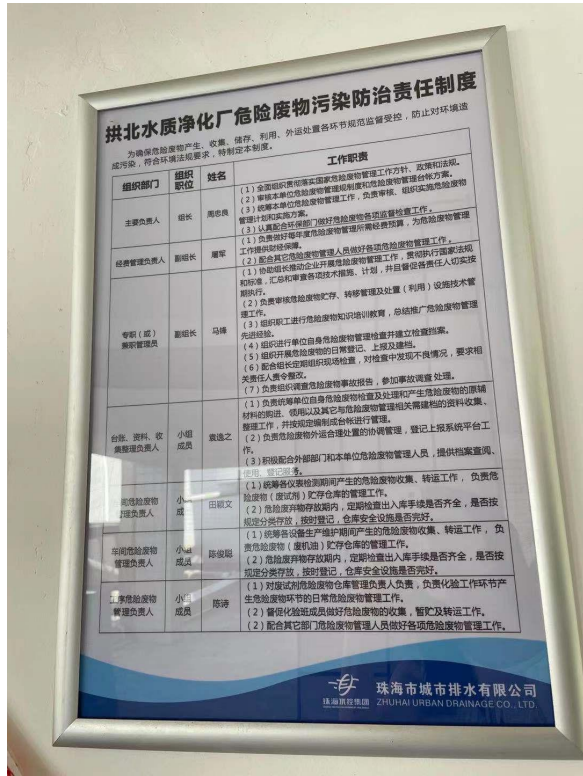 拱北水质净化厂危险废物污染防治责任制度
为确保危险废物产生、收集、储存、利用、外运处置各环节规范监督受控，防止对环境造
成污染，符合环境法规要求，特制定本制度。
组织部门
组织
职位
姓名
工作职责
主要负责人
组长
周忠良
（1）全面组织贯彻落实国家危险废物管理工作方针、政策和法规。
（2）审核本单位危险废物管理规制度和危险废物管理台帐方案。
（3）统筹本单位危险废物管理工作，负责审核、组织实施危险废物
管理计划和实施方案。
（3）认真配合环保部门做好危险废物各项监督检查工作。
经费管理负责人
副组长
屠军
（1）负责做好每年度危险废物管理所需经费预算，为危险废物管理
工作提供财经保障。
（2）配合其它危险废物管理人员做好各项危险废物管理工作。
专职（或）
兼职管理员
副组长
马锋
（1）协助组长推动企业开展危险废物管理工作，贯彻执行国家法规
和标准，汇总和审查各项技术措施、计划，并且督促各责任人切实按
期执行。
（2）负责审核危险废物贮存、转移管理及处置（利用）设施技术管
理工作。
（3）组织职工进行危险废物知识培训教育，总结推广危险废物管理
先进经验。
（4）组织进行单位自身危险废物管理检查并建立检查挡案。
（5）组织开展危险废物的日常登记、上报及建档。
（6）配合组长定期组织现场检查，对检查中发现不良情况，要求相
关责任人责令整改。
（7）负责组织调查危险废物事故报告，参加事故调查处理。
台账、资料、收
集整理负责人
小组
成员
袁逸之
（1）负责统筹单位自身危险废物检查及处理和产生危险废物的原辅
材料的购进、领用以及其它与危险废物管理相关需建档的资料收集、
整理工作，并按规定编制成台帐进行管理。
（2）负责危险废物外运合理处置的协调管理，登记上报系统平台工
作。
（3）积极配合外部部门和本单位危险废物管理人员，提供档案查阅、
使用、登记服务。
车间危险废物
管理负责人
小组
成员
田颖文
（1）统筹各仪表检测期间产生的危险废物收集、转运工作， 负责危
险废物（废试剂）贮存仓库的管理工作。
（2）危险废弃物存放期内，定期检查出入库手续是否齐全，是否按
规定分类存放，按时登记，仓库安全设施是否完好。
车间危险废物
管理负责人
小组
成员
陈俊聪
（1）统筹各设备生产维护期间产生的危险废物收集、转运工作， 负
责危险废物（废机油）贮存仓库的管理工作。
（2）危险废弃物存放期内，定期检查出入库手续是否齐全，是否按
规定分类存放，按时登记，仓库安全设施是否完好。
工序危险废物
管理负责人
小组
成员
陈涛
（1）对废试剂危险废物仓库管理负责人负责，负责化验工作环节产
生危险废物环节的日常危险废物管理工作。
（2）督促化验班成员做好危险废物的收集，暂贮及转运工作。
（2）配合其它部门危险废物管理人员做好各项危险废物管理工作。
珠海水控集团
珠海市城市排水有限公司
ZHUHAI URBAN DRAINAGE CO., LTD.